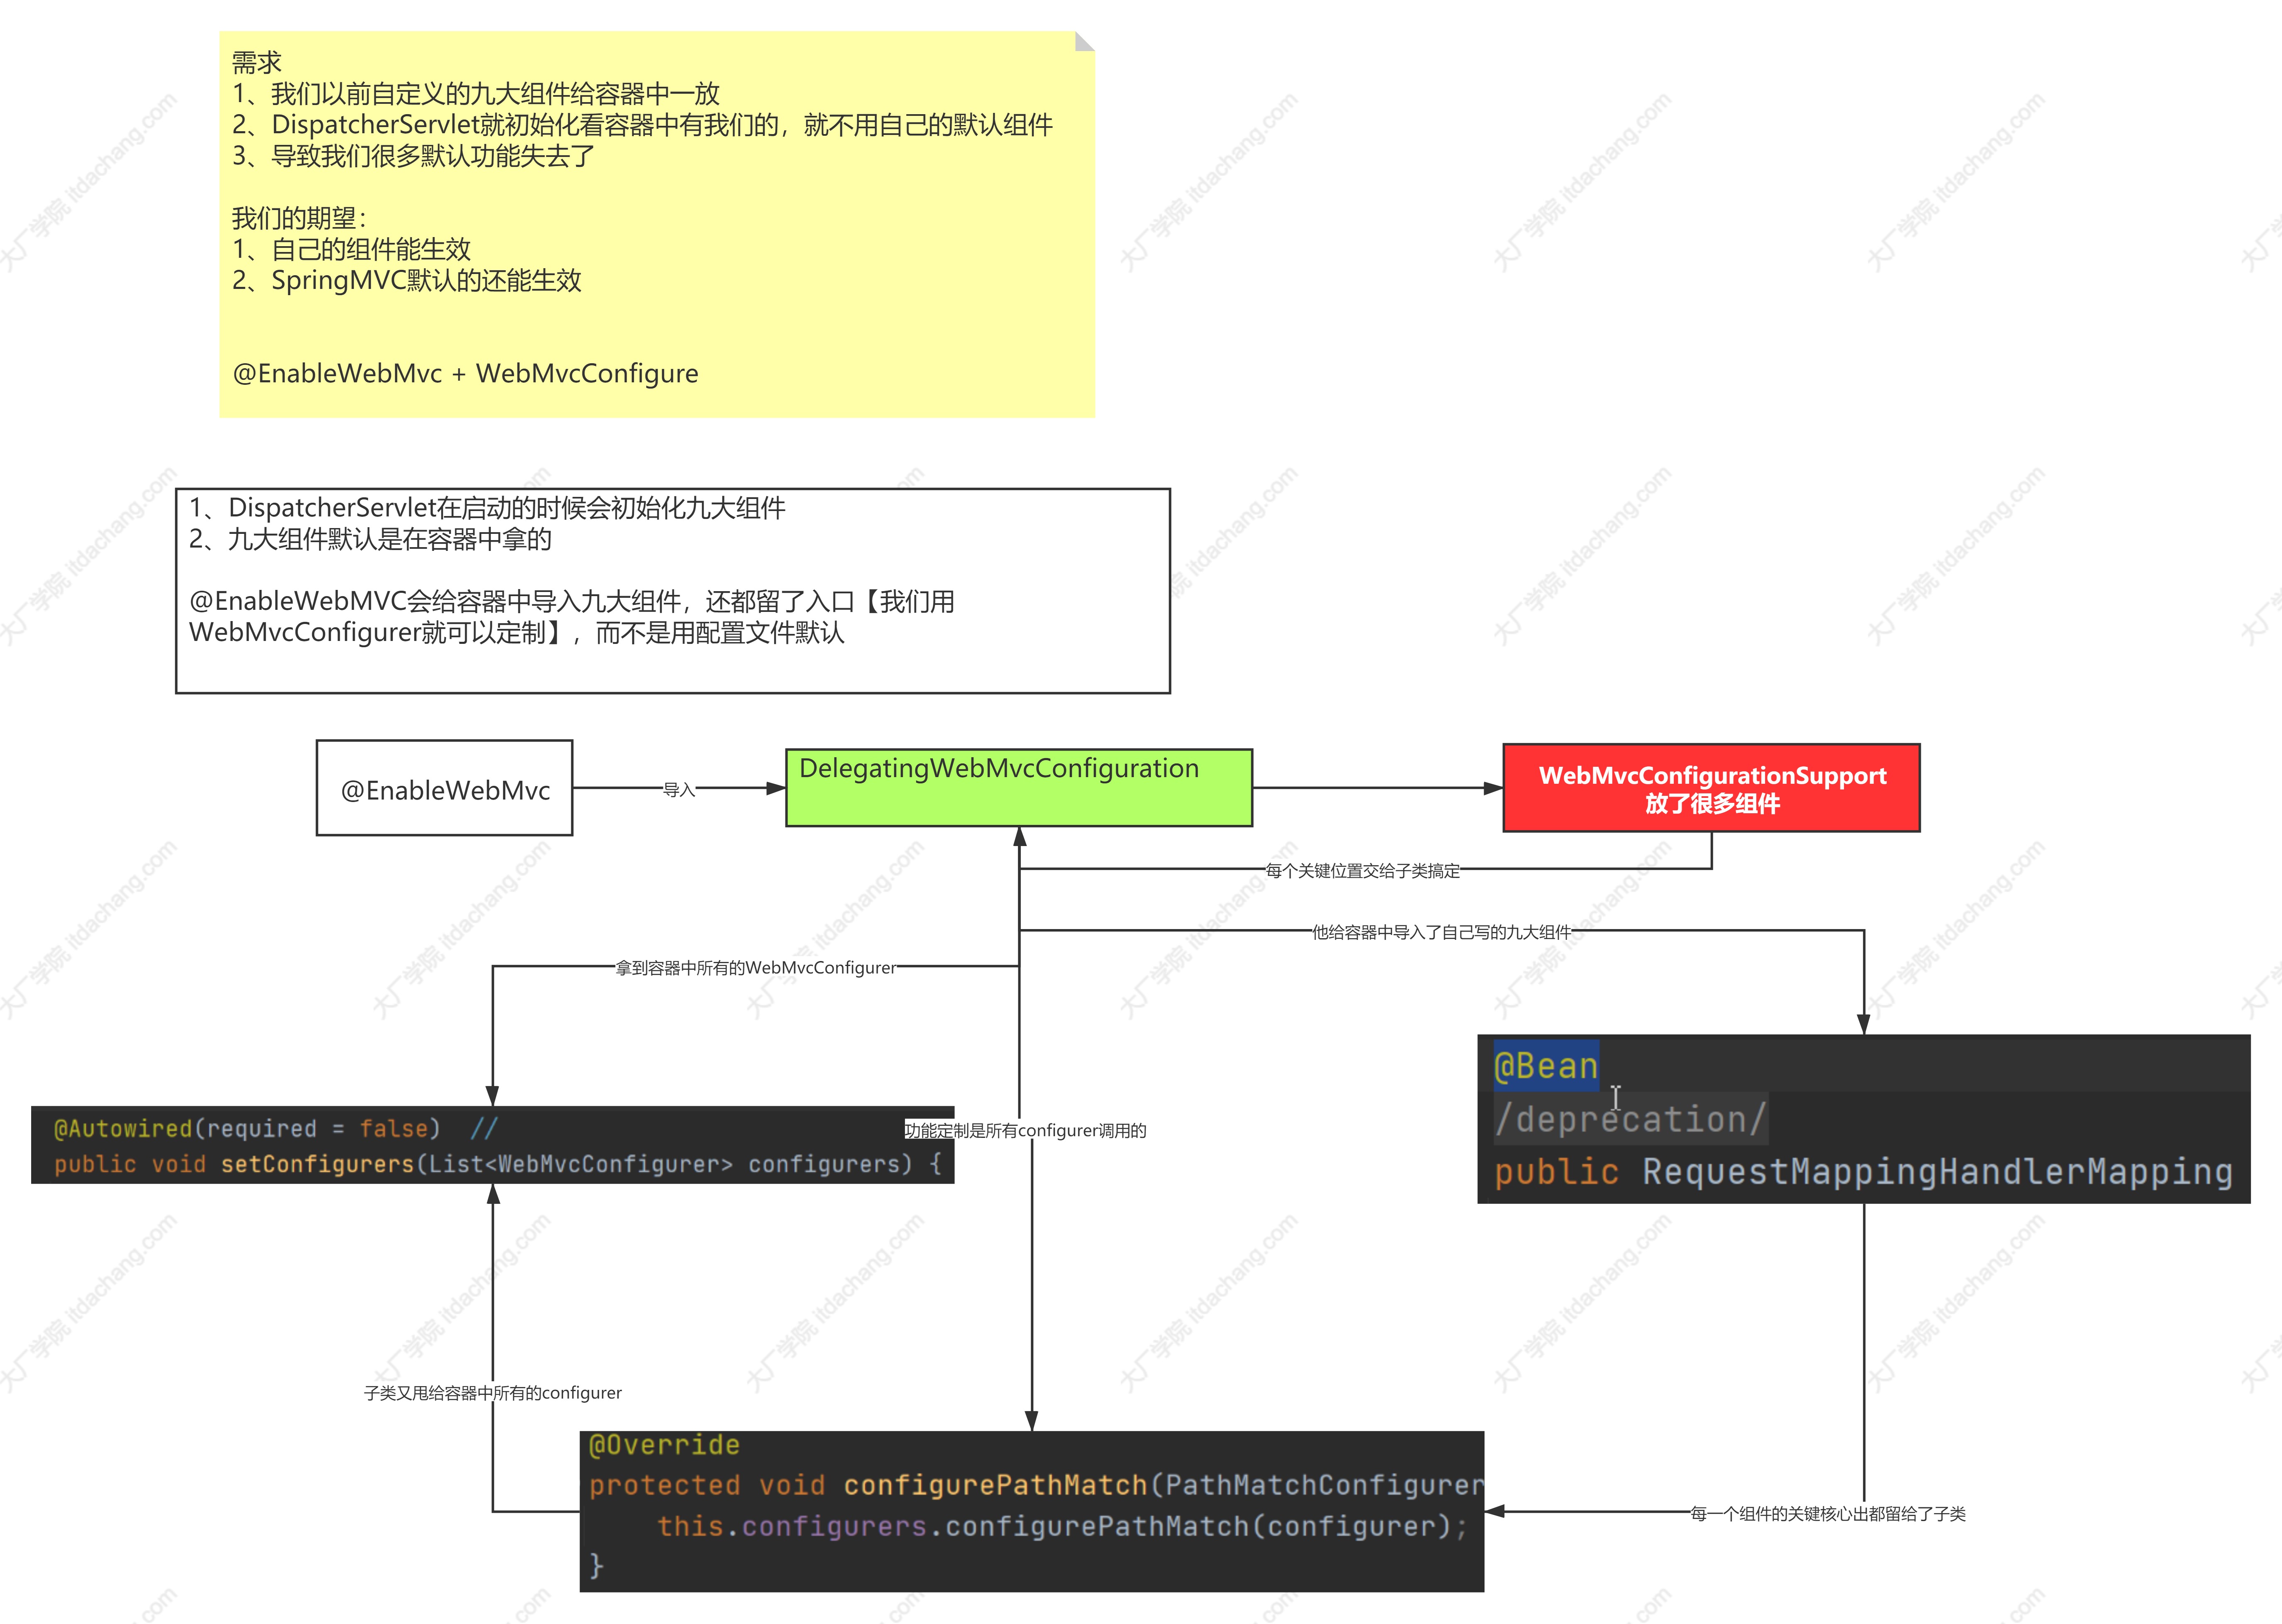 需求
1、我们以前自定义的九大组件给容器中一放
2、DispatcherServlet就初始化看容器中有我们的，就不用自己的默认组件
3、导致我们很多默认功能失去了
我们的期望：
1、自己的组件能生效
2、SpringMVC默认的还能生效
@EnableWebMvc + WebMvcConfigure
1、DispatcherServlet在启动的时候会初始化九大组件
2、九大组件默认是在容器中拿的
@EnableWebMVC会给容器中导入九大组件，还都留了入口【我们用
WebMvcConfigurer就可以定制】，而不是用配置文件默认
@EnableWebMvc
导入
DelegatingWebMvcConfiguration
WebMvcConfigurationSupport
放了很多组件
每个关键位置交给子类搞定
他给容器中导入了自己写的九大组件
拿到容器中所有的WebMvcConfigurer
@Bean
/deprecation/
public RequestMappingHandlerMapping
@Autowired(required = false) //
public void setConfigurers(List<WebMvcConfigurer> configurers) {
功能定制是所有configurer调用的
子类又甩给容器中所有的configurer
@Override
protected void configurePathMatch(PathMatchConfigurer
this.configurers.configurePathMatch(configurer);
}
每一个组件的关键核心出都留给了子类
大厂学院 itdachang.com